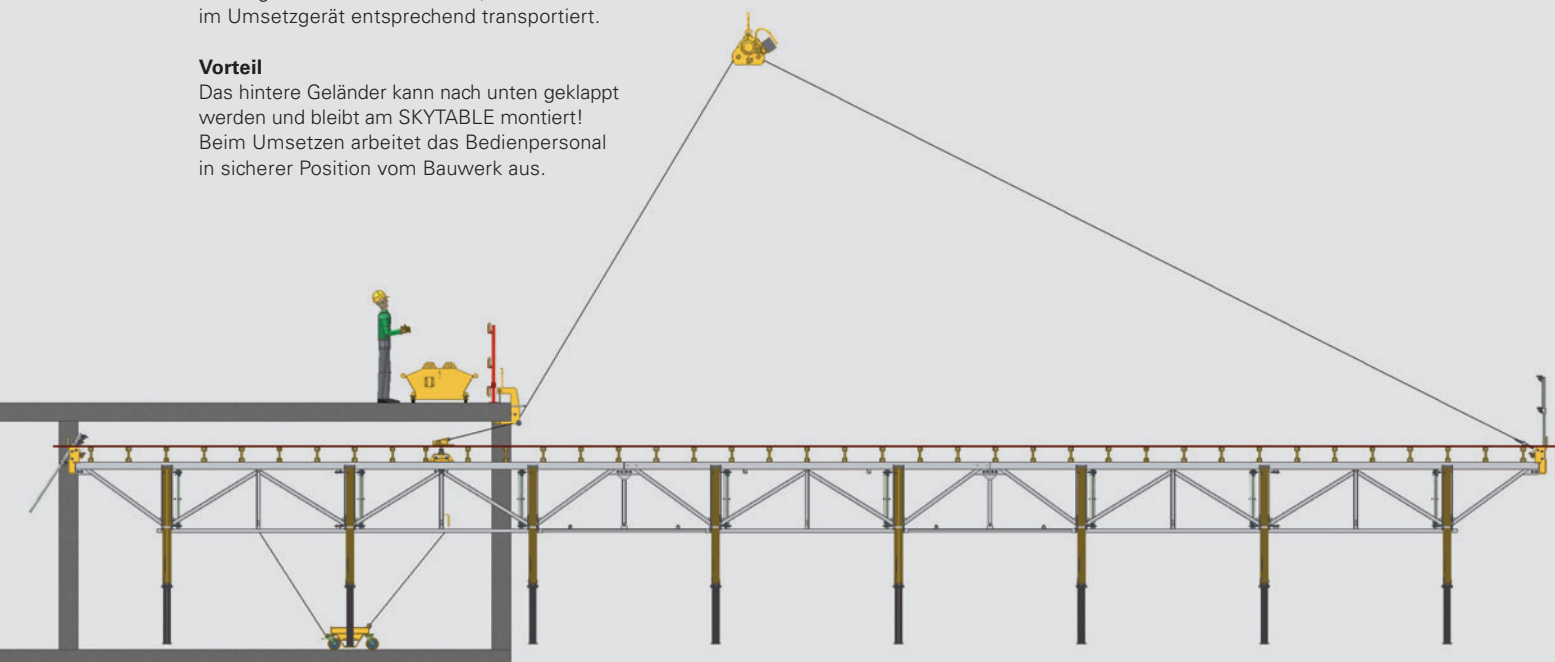 im Umsetzgerät entsprechend transportiert.
Vorteil
Das hintere Geländer kann nach unten geklappt
werden und bleibt am SKYTABLE montiert!
Beim Umsetzen arbeitet das Bedienpersonal
in sicherer Position vom Bauwerk aus.